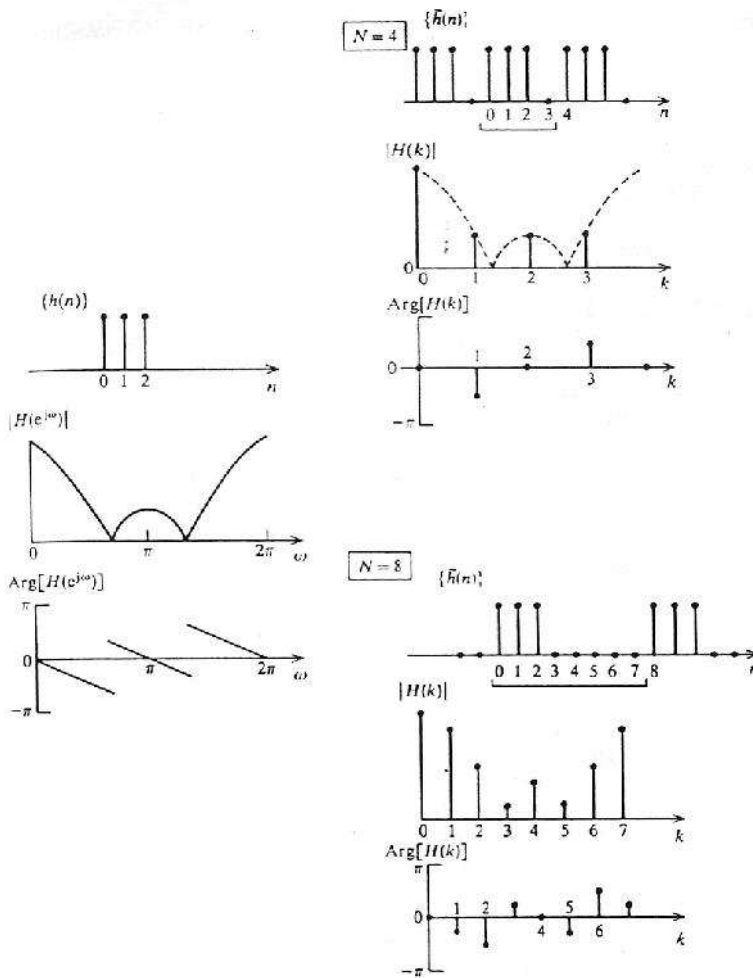 N = 4
{h̄(n)}
0 1 2 3 4
n
|H(k)|
0
0 1 2 3
k
Arg[H(k)]
1 2
0
3
k
−π
{h(n)}
0 1 2
n
|H(e^jω)|
0 π 2π ω
Arg[H(e^jω)]
π
0
π 2π ω
−π
N = 8
{h̄(n)}
0 1 2 3 4 5 6 7 8
|H(k)|
0 1 2 3 4 5 6 7
k
Arg[H(k)]
π
1 2 5
0
4 6
k
−π